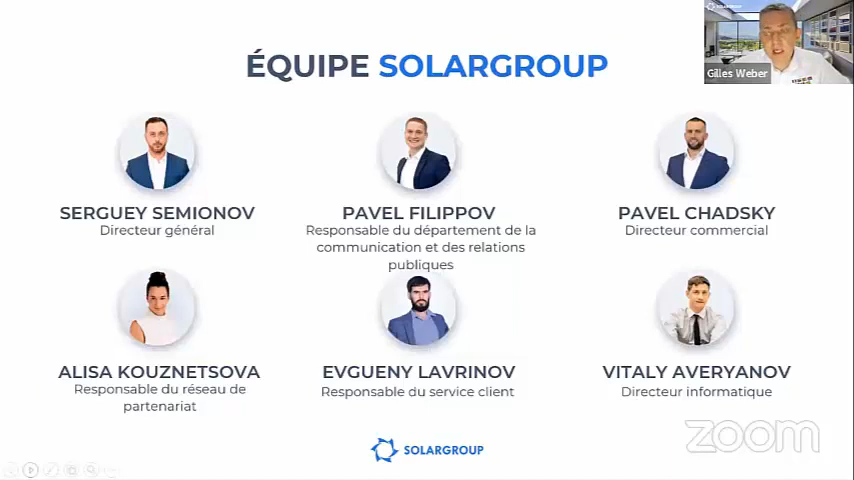 ÉQUIPE SOLARGROUP
Gilles Weber
SERGUEY SEMIONOV
Directeur général
PAVEL FILIPPOV
Responsable du département de la
communication et des relations
publiques
PAVEL CHADSKY
Directeur commercial
ALISA KOUZNETSOVA
Responsable du réseau de
partenariat
EVGUENY LAVRINOV
Responsable du service client
VITALY AVERYANOV
Directeur informatique
SOLARGROUP
zoom